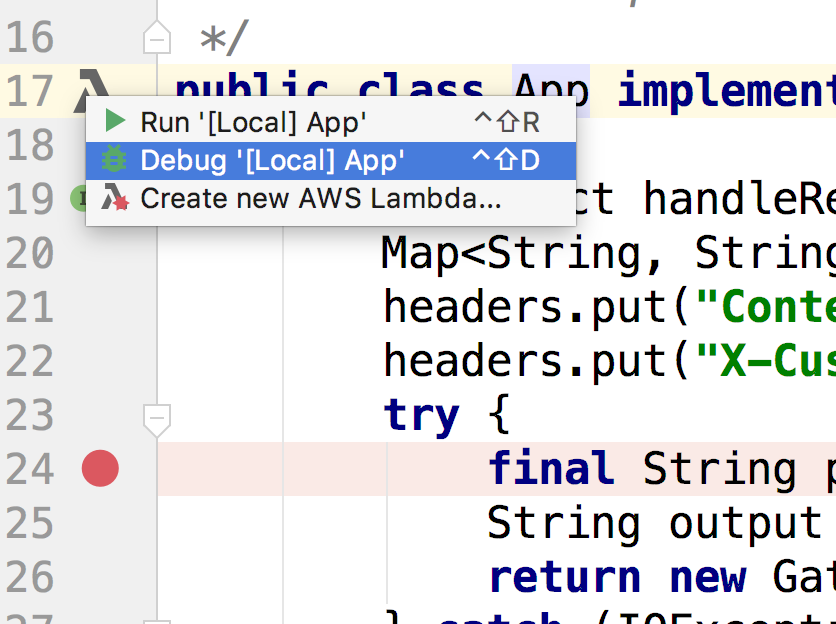 16 */
17 public class App implement
Run '[Local] App' ^⇧R
18
Debug '[Local] App' ^⇧D
19 ct handleRe
Create new AWS Lambda...
20 Map<String, String
21 headers.put("Conte
22 headers.put("X-Cus
23 try {
24 final String p
25 String output
26 return new Gat
27 } catch (IOExcept